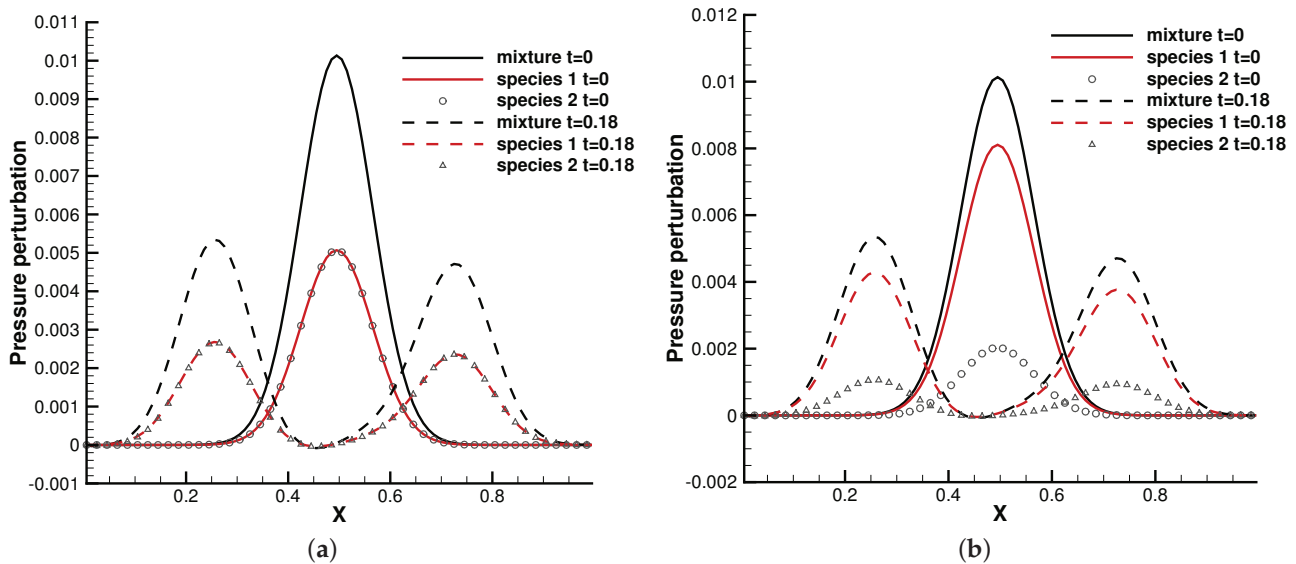 0.011
0.01
0.009
0.008
0.007
0.006
0.005
0.004
0.003
0.002
0.001
0
-0.001
Pressure perturbation
0.2 0.4 0.6 0.8
X
mixture t=0
species 1 t=0
species 2 t=0
mixture t=0.18
species 1 t=0.18
species 2 t=0.18
(a)
0.012
0.01
0.008
0.006
0.004
0.002
0
-0.002
Pressure perturbation
0.2 0.4 0.6 0.8
X
mixture t=0
species 1 t=0
species 2 t=0
mixture t=0.18
species 1 t=0.18
species 2 t=0.18
(b)